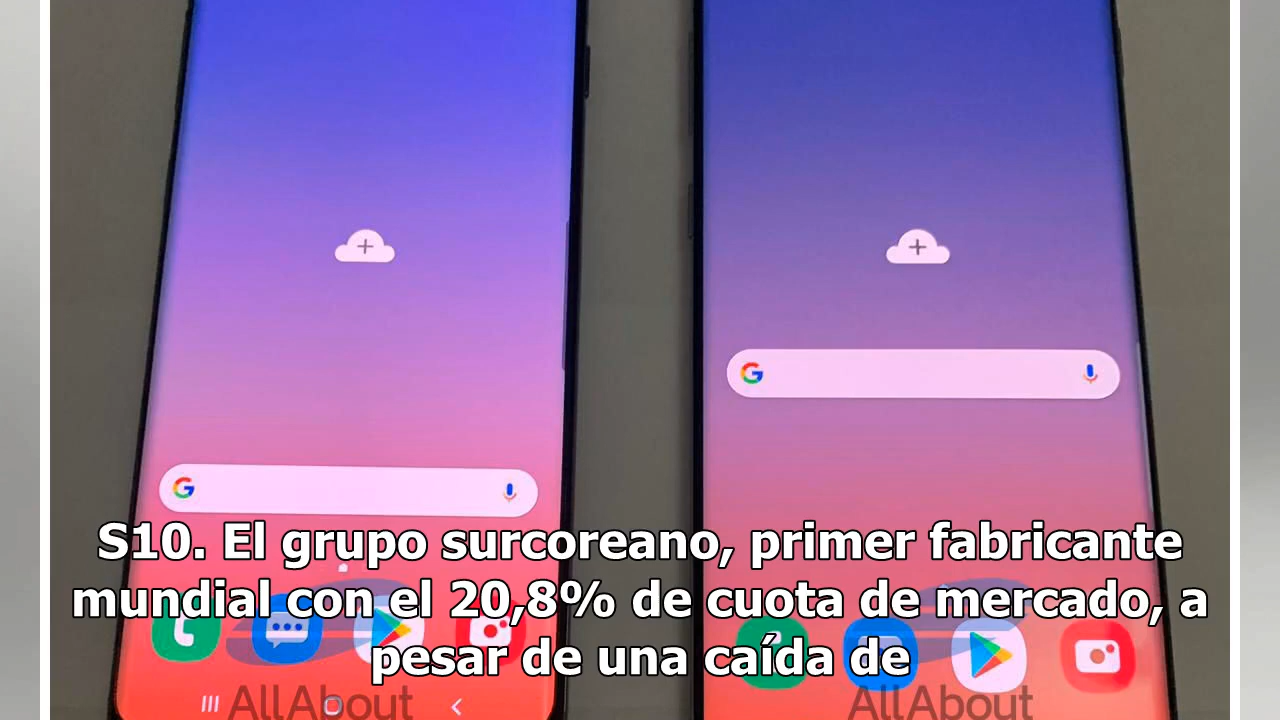 S10. El grupo surcoreano, primer fabricante
mundial con el 20,8% de cuota de mercado, a
pesar de una caída de
AllAbout
AllAbout